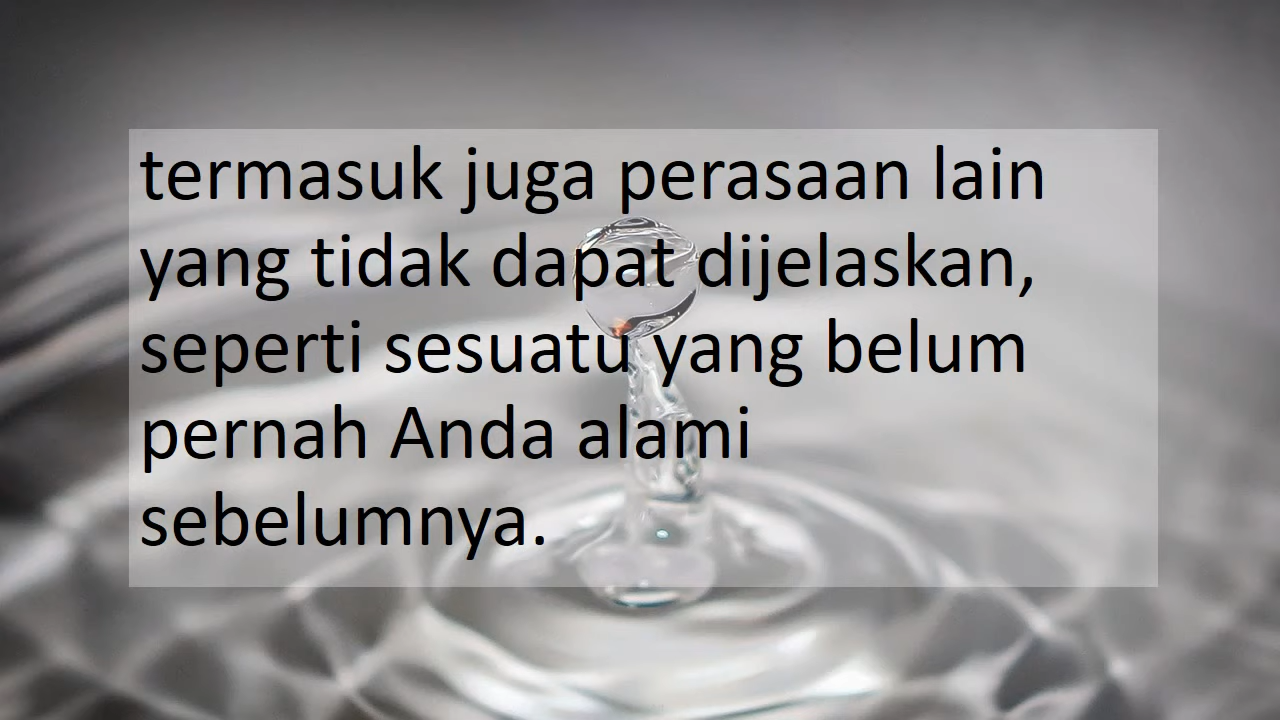 termasuk juga perasaan lain
yang tidak dapat dijelaskan,
seperti sesuatu yang belum
pernah Anda alami
sebelumnya.